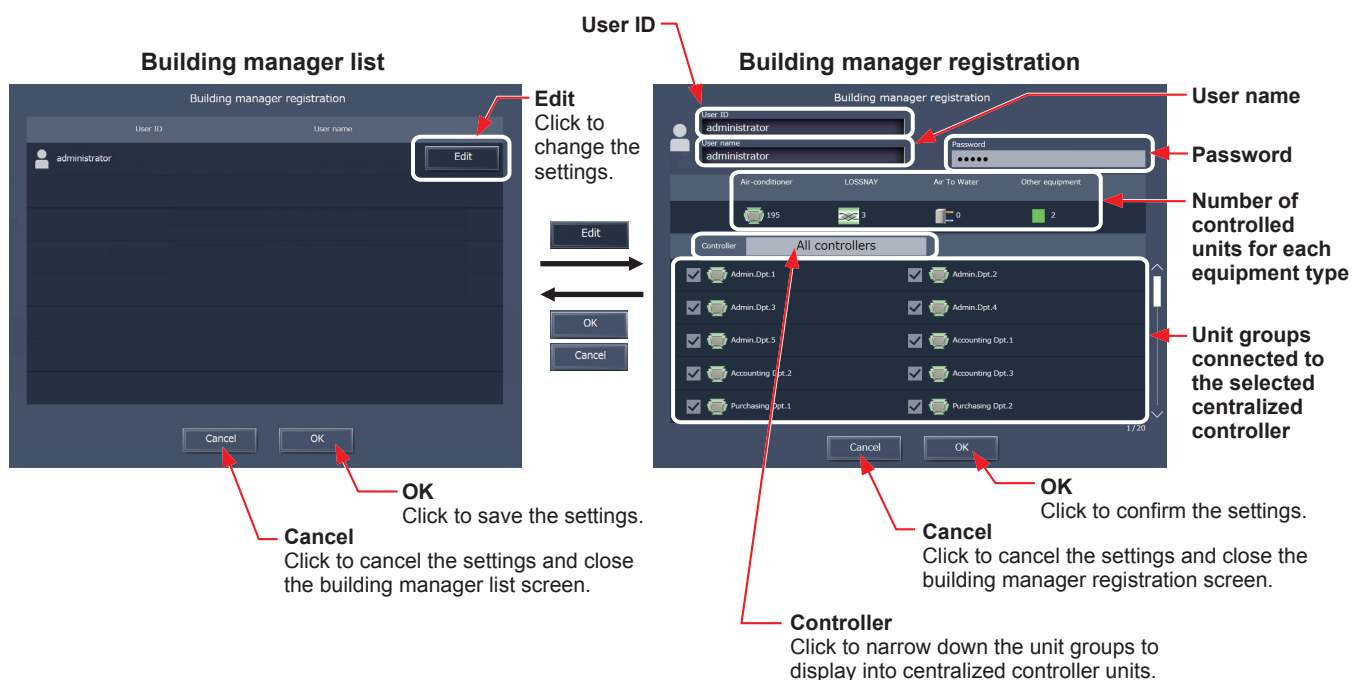 User ID
Building manager list
Building manager registration
User ID
User name
administrator
Edit
Cancel
OK
Edit
Click to
change the
settings.
OK
Click to save the settings.
Cancel
Click to cancel the settings and close
the building manager list screen.
Edit
OK
Cancel
Building manager registration
Building manager registration
User ID
administrator
User name
administrator
Password
•••••
Air-conditioner
LOSSNAY
Air To Water
Other equipment
195
3
0
2
Controller
All controllers
Admin.Dpt.1
Admin.Dpt.2
Admin.Dpt.3
Admin.Dpt.4
Admin.Dpt.5
Accounting Dpt.1
Accounting Dpt.2
Accounting Dpt.3
Purchasing Dpt.1
Purchasing Dpt.2
1/20
Cancel
OK
User name
Password
Number of
controlled
units for each
equipment type
Unit groups
connected to
the selected
centralized
controller
OK
Click to confirm the settings.
Cancel
Click to cancel the settings and close the
building manager registration screen.
Controller
Click to narrow down the unit groups to
display into centralized controller units.